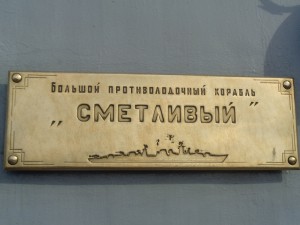 Большой противолодочный корабль
„ СМЕТЛИВЫЙ "